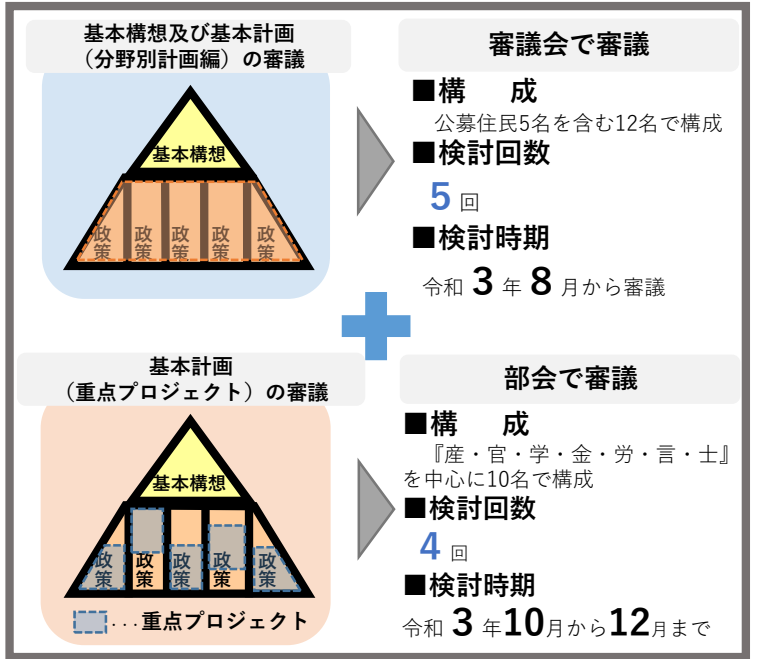 基本構想及び基本計画
（分野別計画編）の審議
基本構想
政策
政策
政策
政策
政策
審議会で審議
■構　成
公募住民5名を含む12名で構成
■検討回数
5 回
■検討時期
令和 3 年 8 月から審議
基本計画
（重点プロジェクト）の審議
基本構想
政策
政策
政策
政策
政策
...重点プロジェクト
部会で審議
■構　成
『産・官・学・金・労・言・士』
を中心に10名で構成
■検討回数
4 回
■検討時期
令和 3 年10月から12月まで